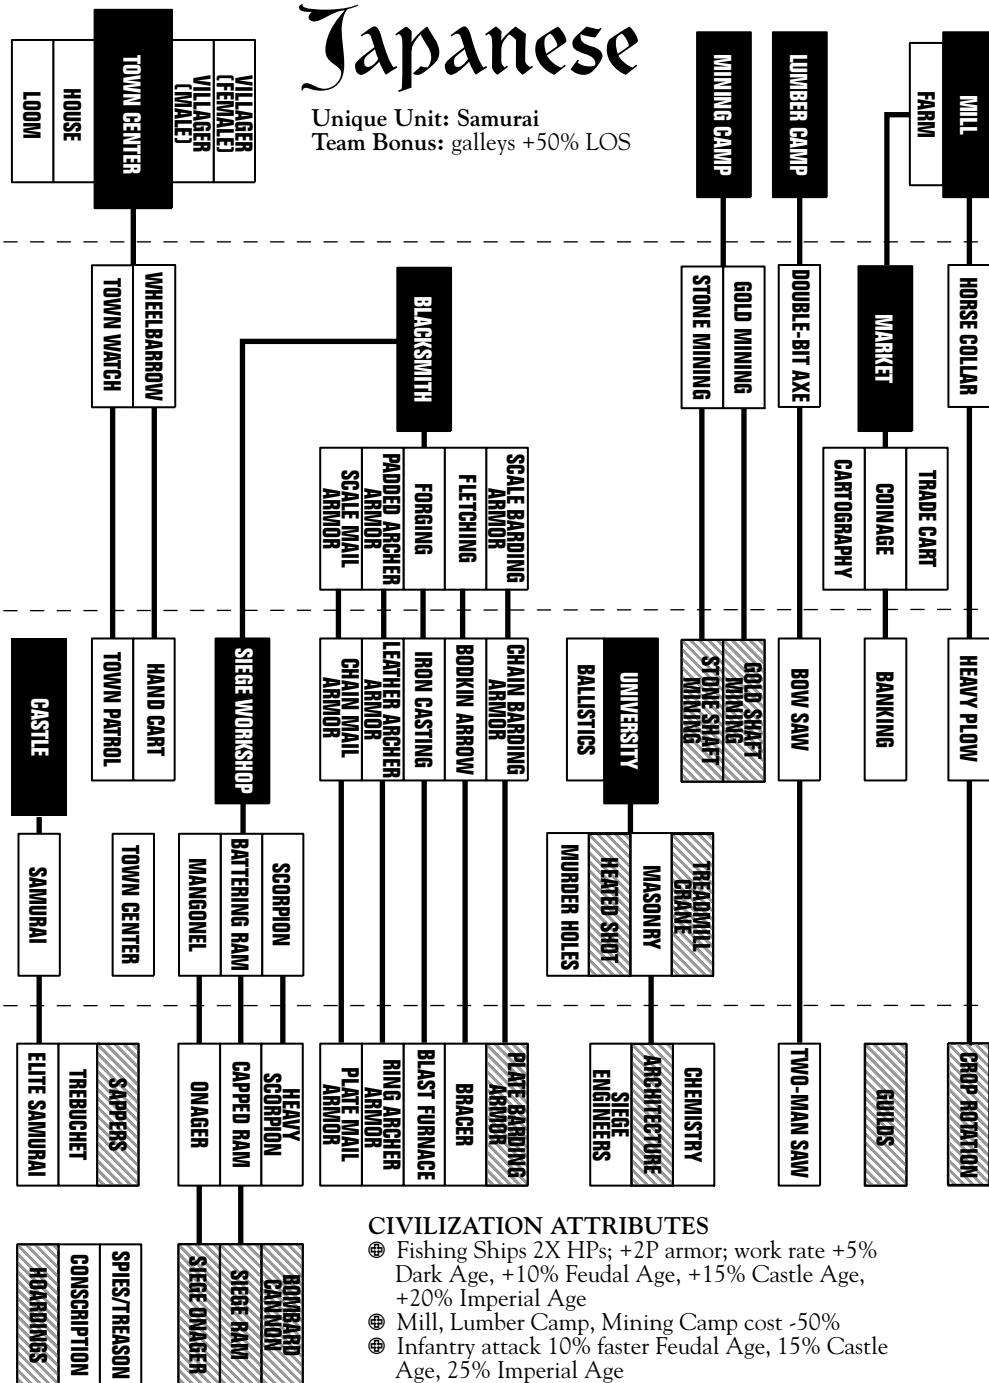 Japanese
Unique Unit: Samurai
Team Bonus: galleys +50% LOS
TOWN CENTER
VILLAGER
(FEMALE)
VILLAGER
(MALE)
HOUSE
LOOM
MINING CAMP
LUMBER CAMP
MILL
FARM
WHEELBARROW
TOWN WATCH
BLACKSMITH
GOLD MINING
STONE MINING
DOUBLE-BIT AXE
MARKET
HORSE COLLAR
SCALE BARDING
ARMOR
FLETCHING
FORGING
PADDED ARCHER
ARMOR
SCALE MAIL
ARMOR
TRADE CART
COINAGE
CARTOGRAPHY
CASTLE
HAND CART
TOWN PATROL
SIEGE WORKSHOP
CHAIN BARDING
ARMOR
BODKIN ARROW
IRON CASTING
LEATHER ARCHER
ARMOR
CHAIN MAIL
ARMOR
UNIVERSITY
BALLISTICS
GOLD SHAFT
MINING
STONE SHAFT
MINING
BOW SAW
BANKING
HEAVY PLOW
SAMURAI
TOWN CENTER
SCORPION
BATTERING RAM
MANGONEL
TREADMILL
CRANE
MASONRY
HEATED SHOT
MURDER HOLES
SAPPERS
TREBUCHET
ELITE SAMURAI
HEAVY
SCORPION
CAPPED RAM
ONAGER
PLATE BARDING
ARMOR
BRACER
BLAST FURNACE
RING ARCHER
ARMOR
PLATE MAIL
ARMOR
CHEMISTRY
ARCHITECTURE
SIEGE
ENGINEERS
TWO-MAN SAW
GUILDS
CROP ROTATION
SPIES/TREASON
CONSCRIPTION
HOARDINGS
BOMBARD
CANNON
SIEGE RAM
SIEGE ONAGER
CIVILIZATION ATTRIBUTES
Fishing Ships 2X HPs; +2P armor; work rate +5%
Dark Age, +10% Feudal Age, +15% Castle Age,
+20% Imperial Age
Mill, Lumber Camp, Mining Camp cost -50%
Infantry attack 10% faster Feudal Age, 15% Castle
Age, 25% Imperial Age